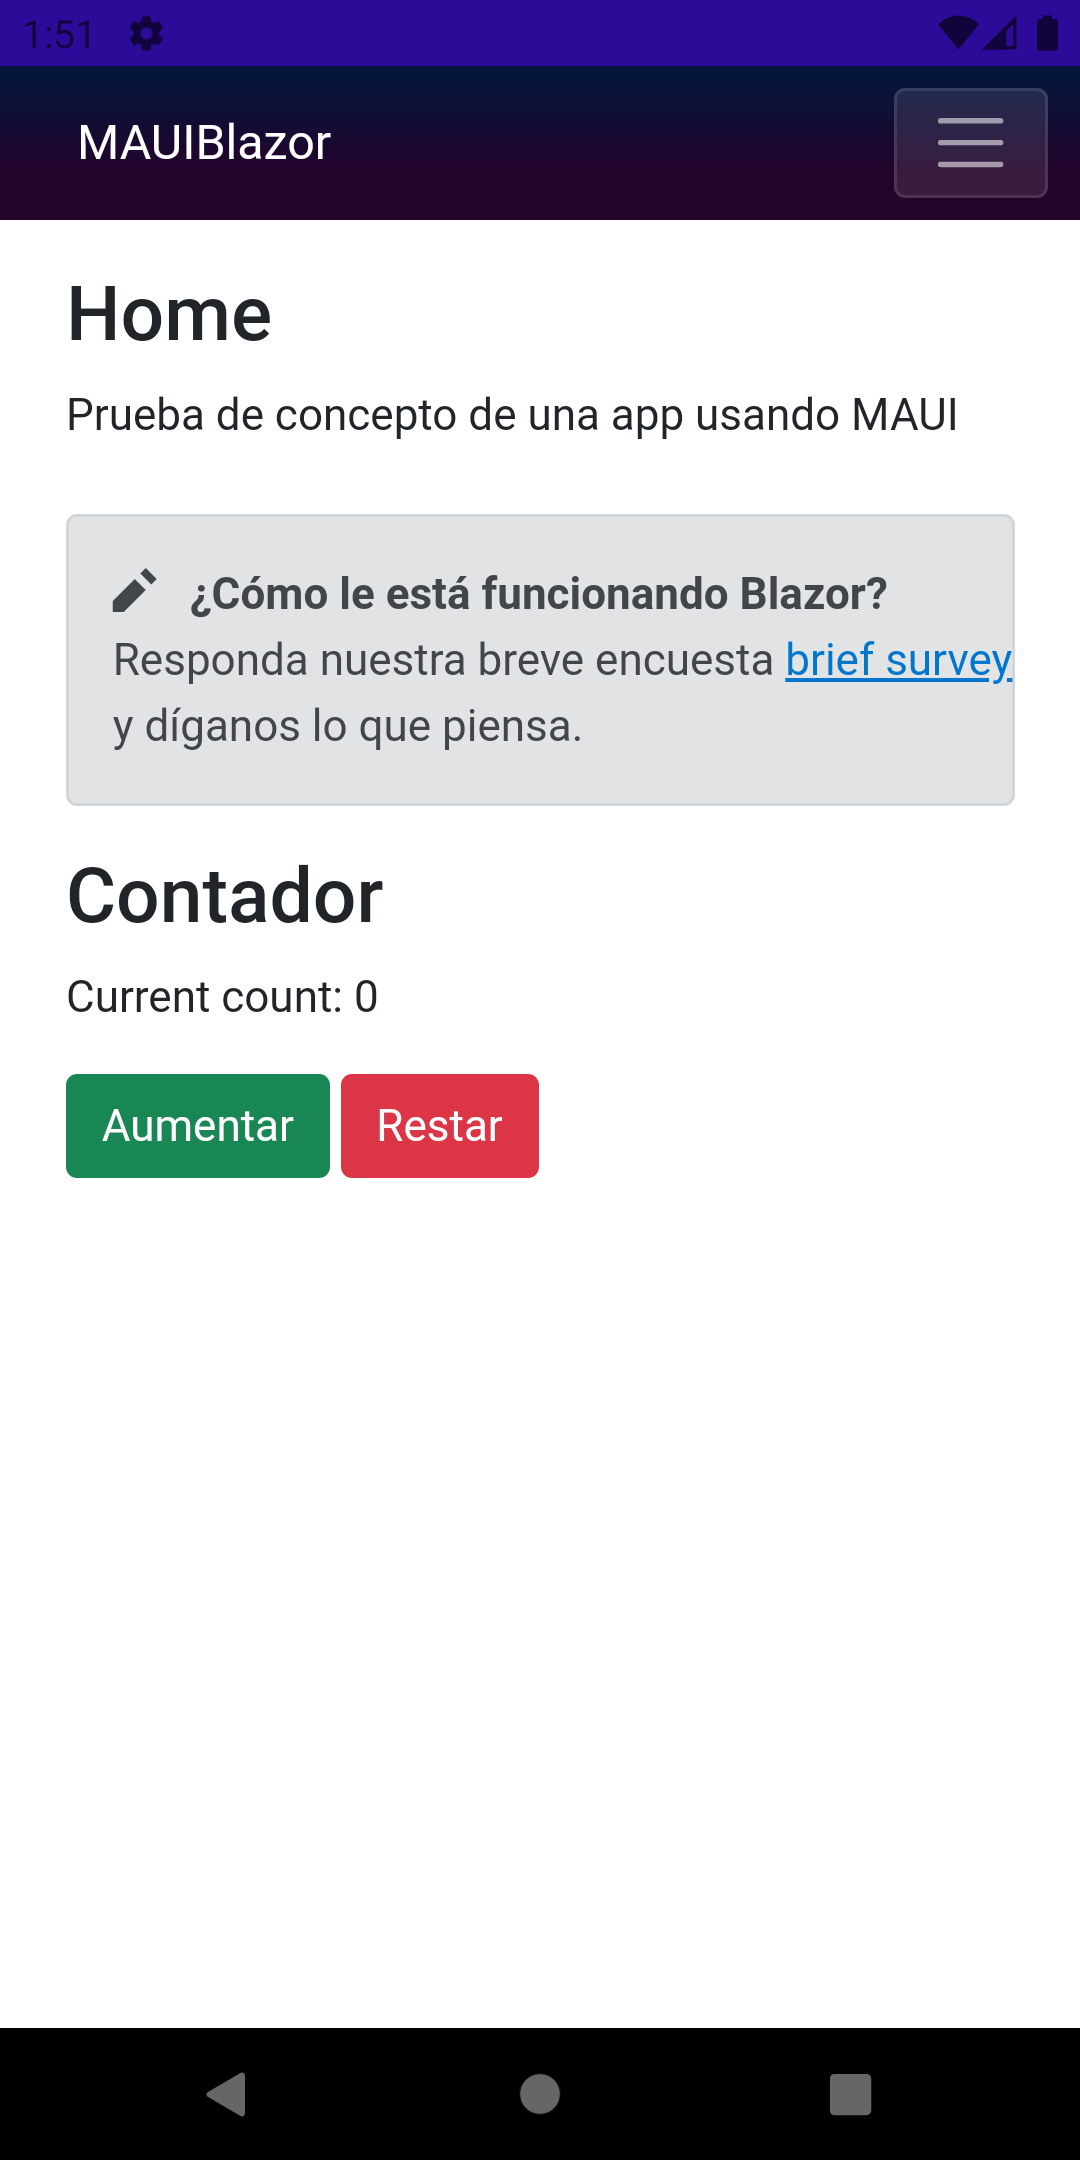 1:51
MAUIBlazor
Home
Prueba de concepto de una app usando MAUI
¿Cómo le está funcionando Blazor?
Responda nuestra breve encuesta brief survey
y díganos lo que piensa.
Contador
Current count: 0
Aumentar Restar